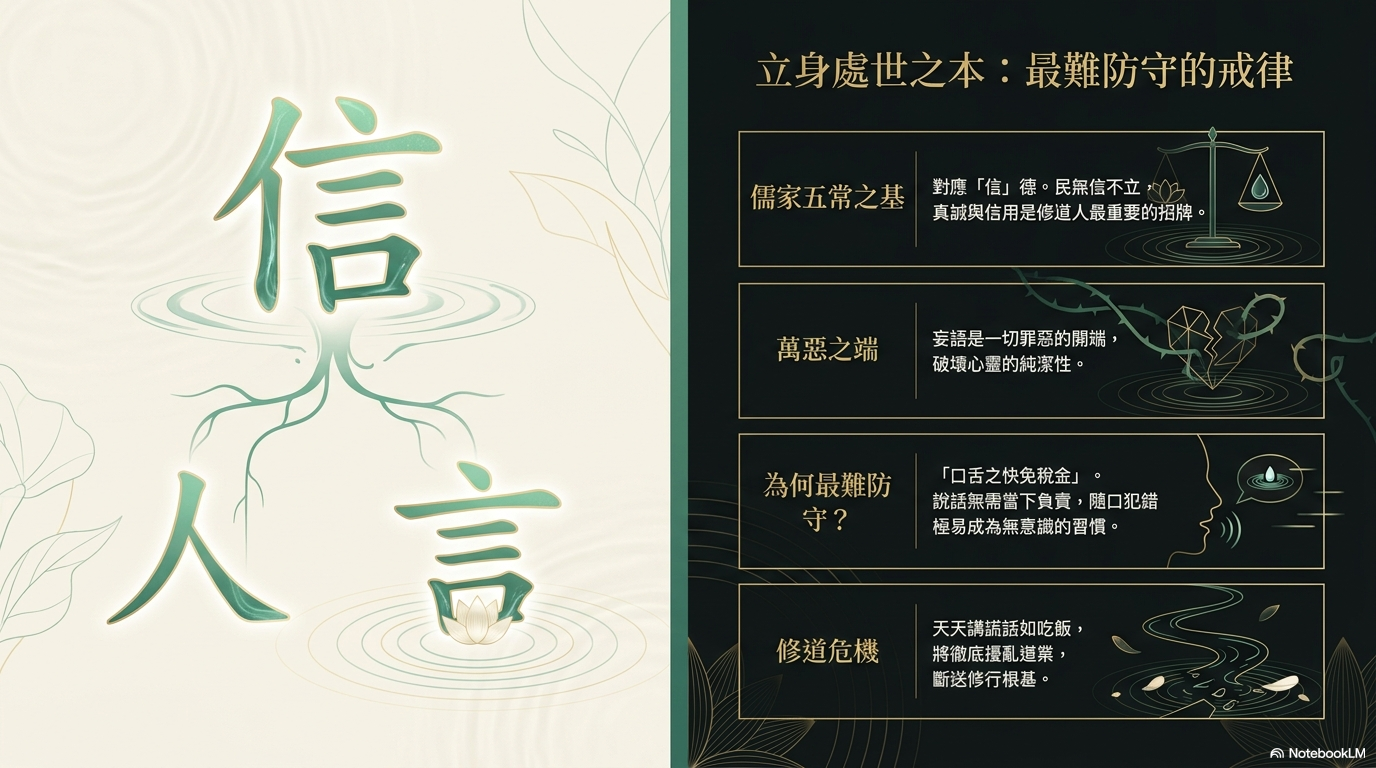 信
人 言
立身處世之本：最難防守的戒律
儒家五常之基
對應「信」德。民無信不立，
真誠與信用是修道人最重要的招牌。
萬惡之端
妄語是一切罪惡的開端，
破壞心靈的純潔性。
為何最難防
守？
「口舌之快免稅金」。
說話無需當下負責，隨口犯錯
極易成為無意識的習慣。
修道危機
天天講謊話如吃飯，
將徹底擾亂道業，
斷送修行根基。
NotebookLM